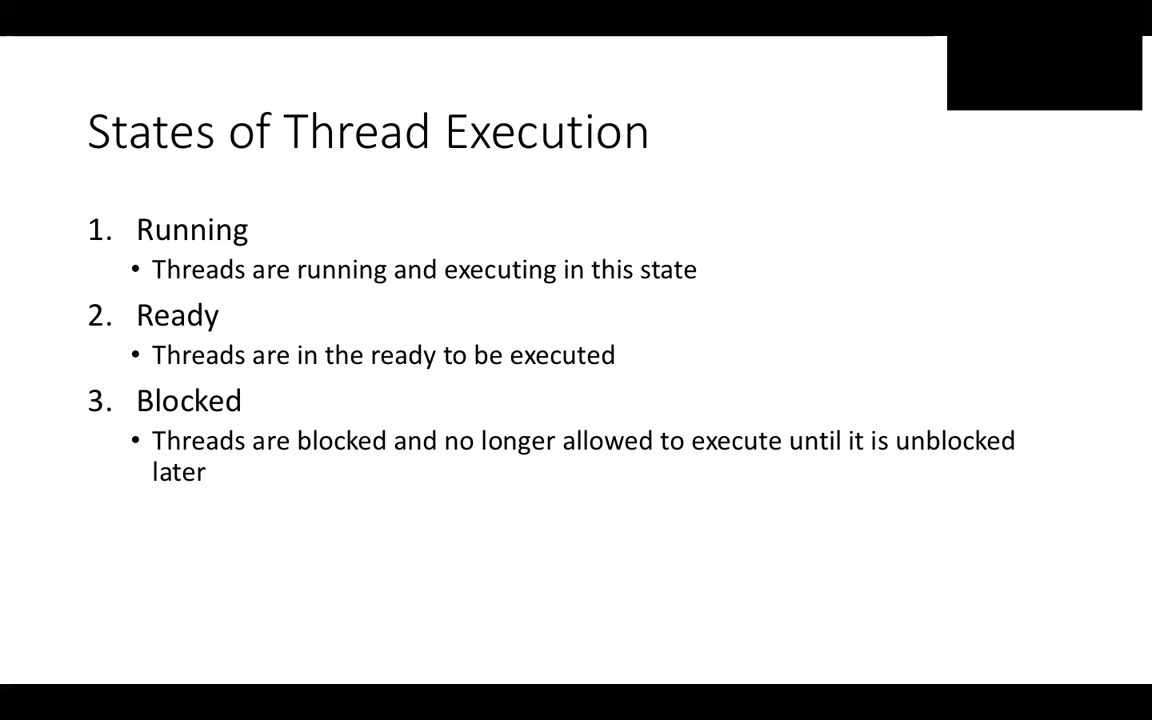 States of Thread Execution
1. Running
• Threads are running and executing in this state
2. Ready
• Threads are in the ready to be executed
3. Blocked
• Threads are blocked and no longer allowed to execute until it is unblocked
later